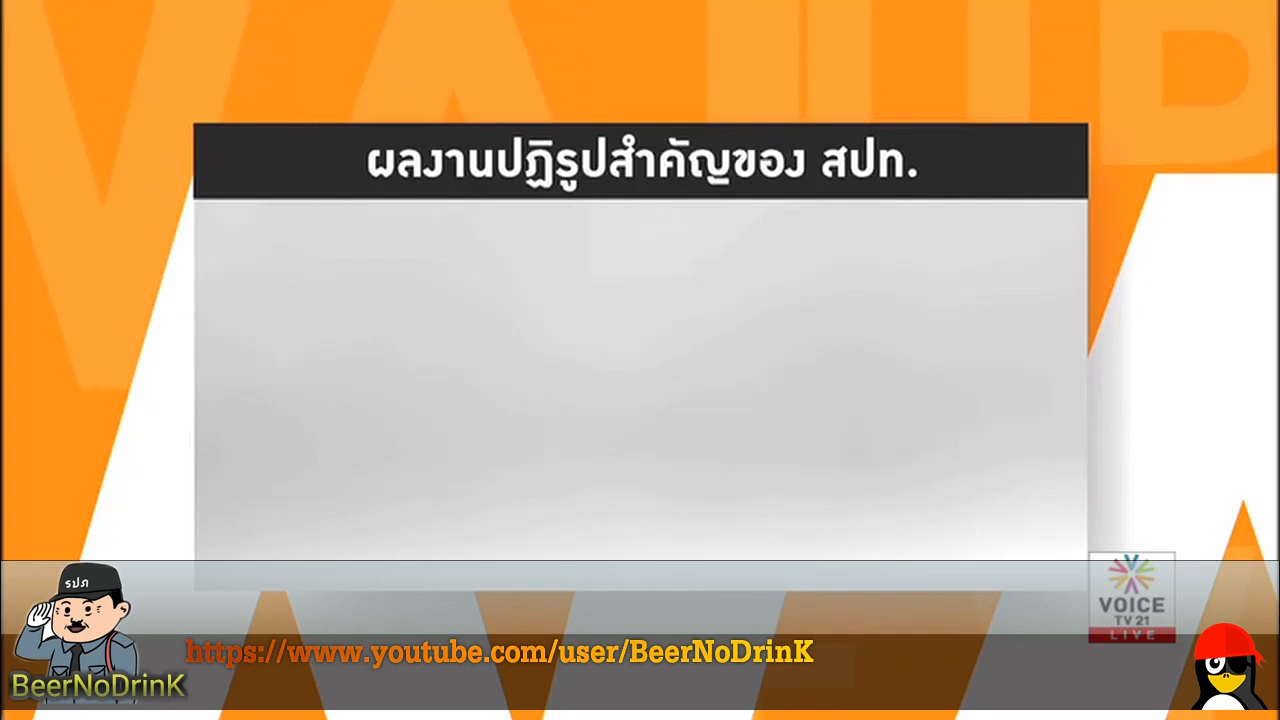 ผลงานปฏิรูปสำคัญของ สปท.
รปภ
VOICE
TV 21
LIVE
https://www.youtube.com/user/BeerNoDrinK
BeerNoDrinK